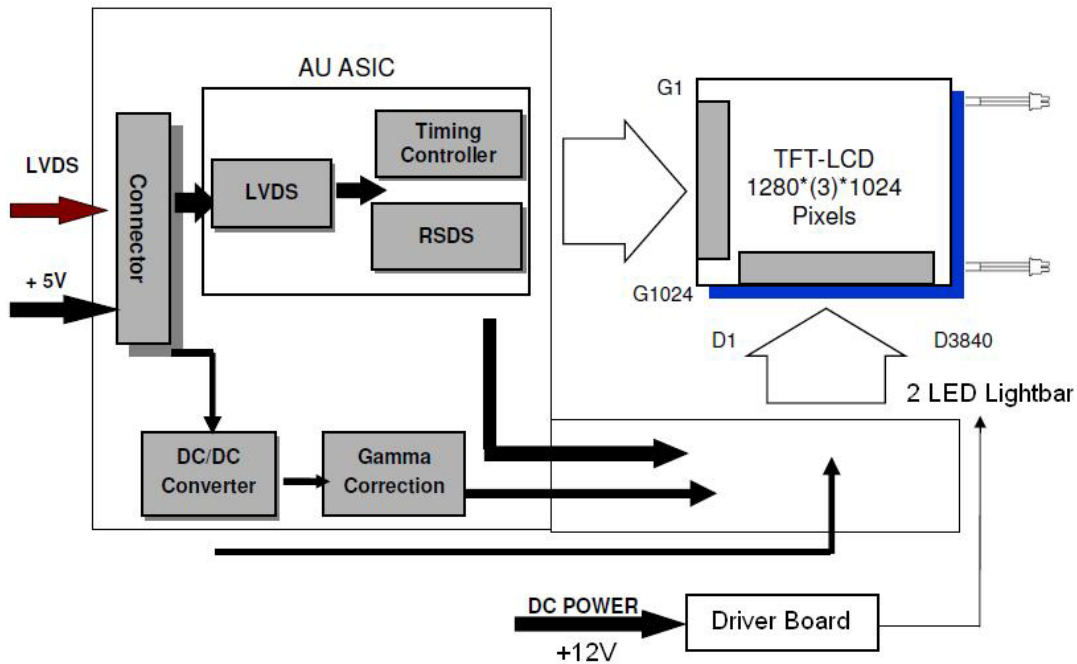 AU ASIC
LVDS
+ 5V
Connector
LVDS
Timing
Controller
RSDS
DC/DC
Converter
Gamma
Correction
G1
TFT-LCD
1280*(3)*1024
Pixels
G1024
D1
D3840
2 LED Lightbar
DC POWER
+12V
Driver Board